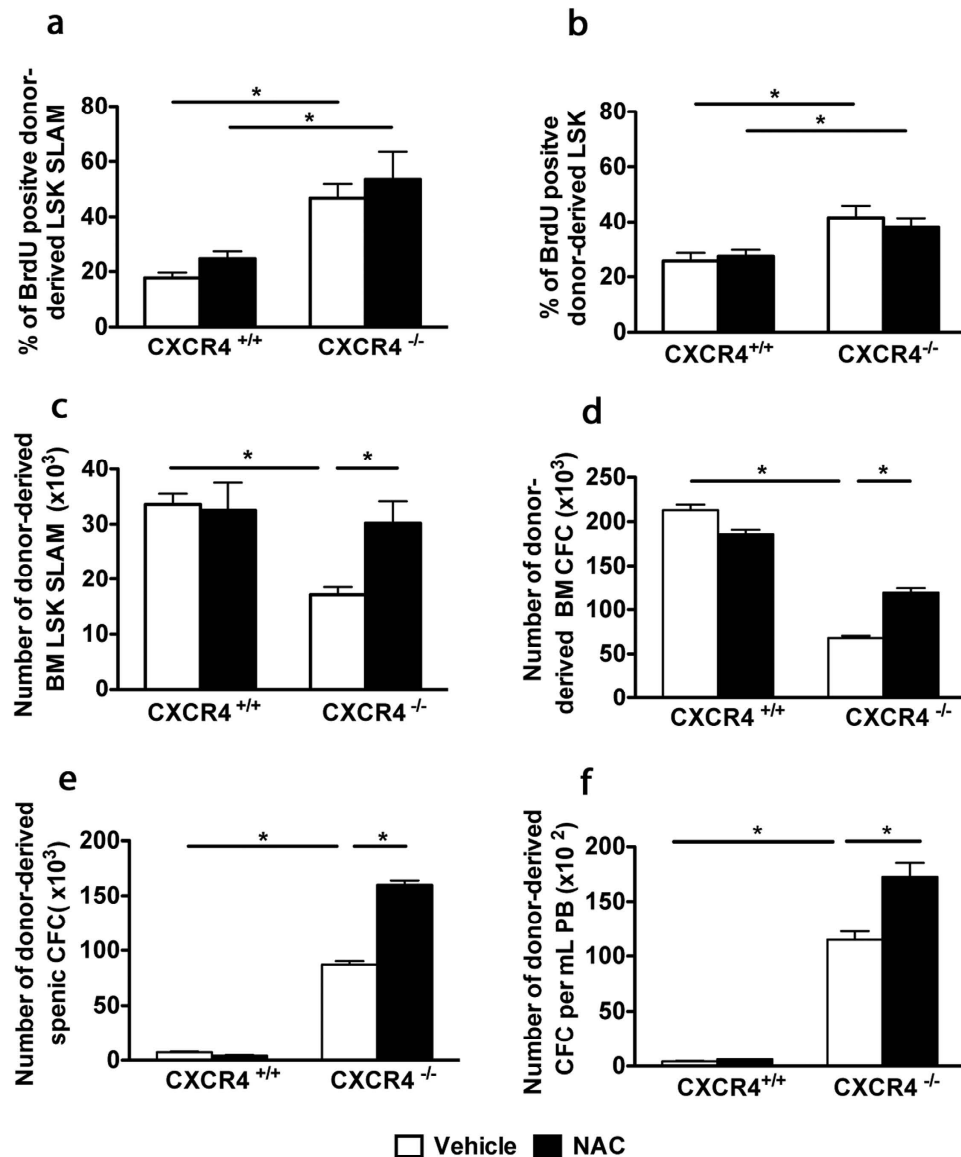 a
% of BrdU positive donor-
derived LSK SLAM
80
60
40
20
0
*
*
CXCR4 +/+
CXCR4 -/-
b
% of BrdU positve
donor-derived LSK
80
60
40
20
0
*
*
CXCR4+/+
CXCR4 -/-
c
Number of donor-derived
BM LSK SLAM (x10³)
40
30
20
10
0
*
*
CXCR4 +/+
CXCR4 -/-
d
Number of donor-
derived BM CFC (x10³)
250
200
150
100
50
0
*
*
CXCR4 +/+
CXCR4 -/-
e
Number of donor-derived
spenic CFC( x10³)
200
150
100
50
0
*
*
CXCR4 +/+
CXCR4 -/-
f
Number of donor-derived
CFC per mL PB (x10 ²)
200
150
100
50
0
*
*
CXCR4+/+
CXCR4 -/-
Vehicle
NAC